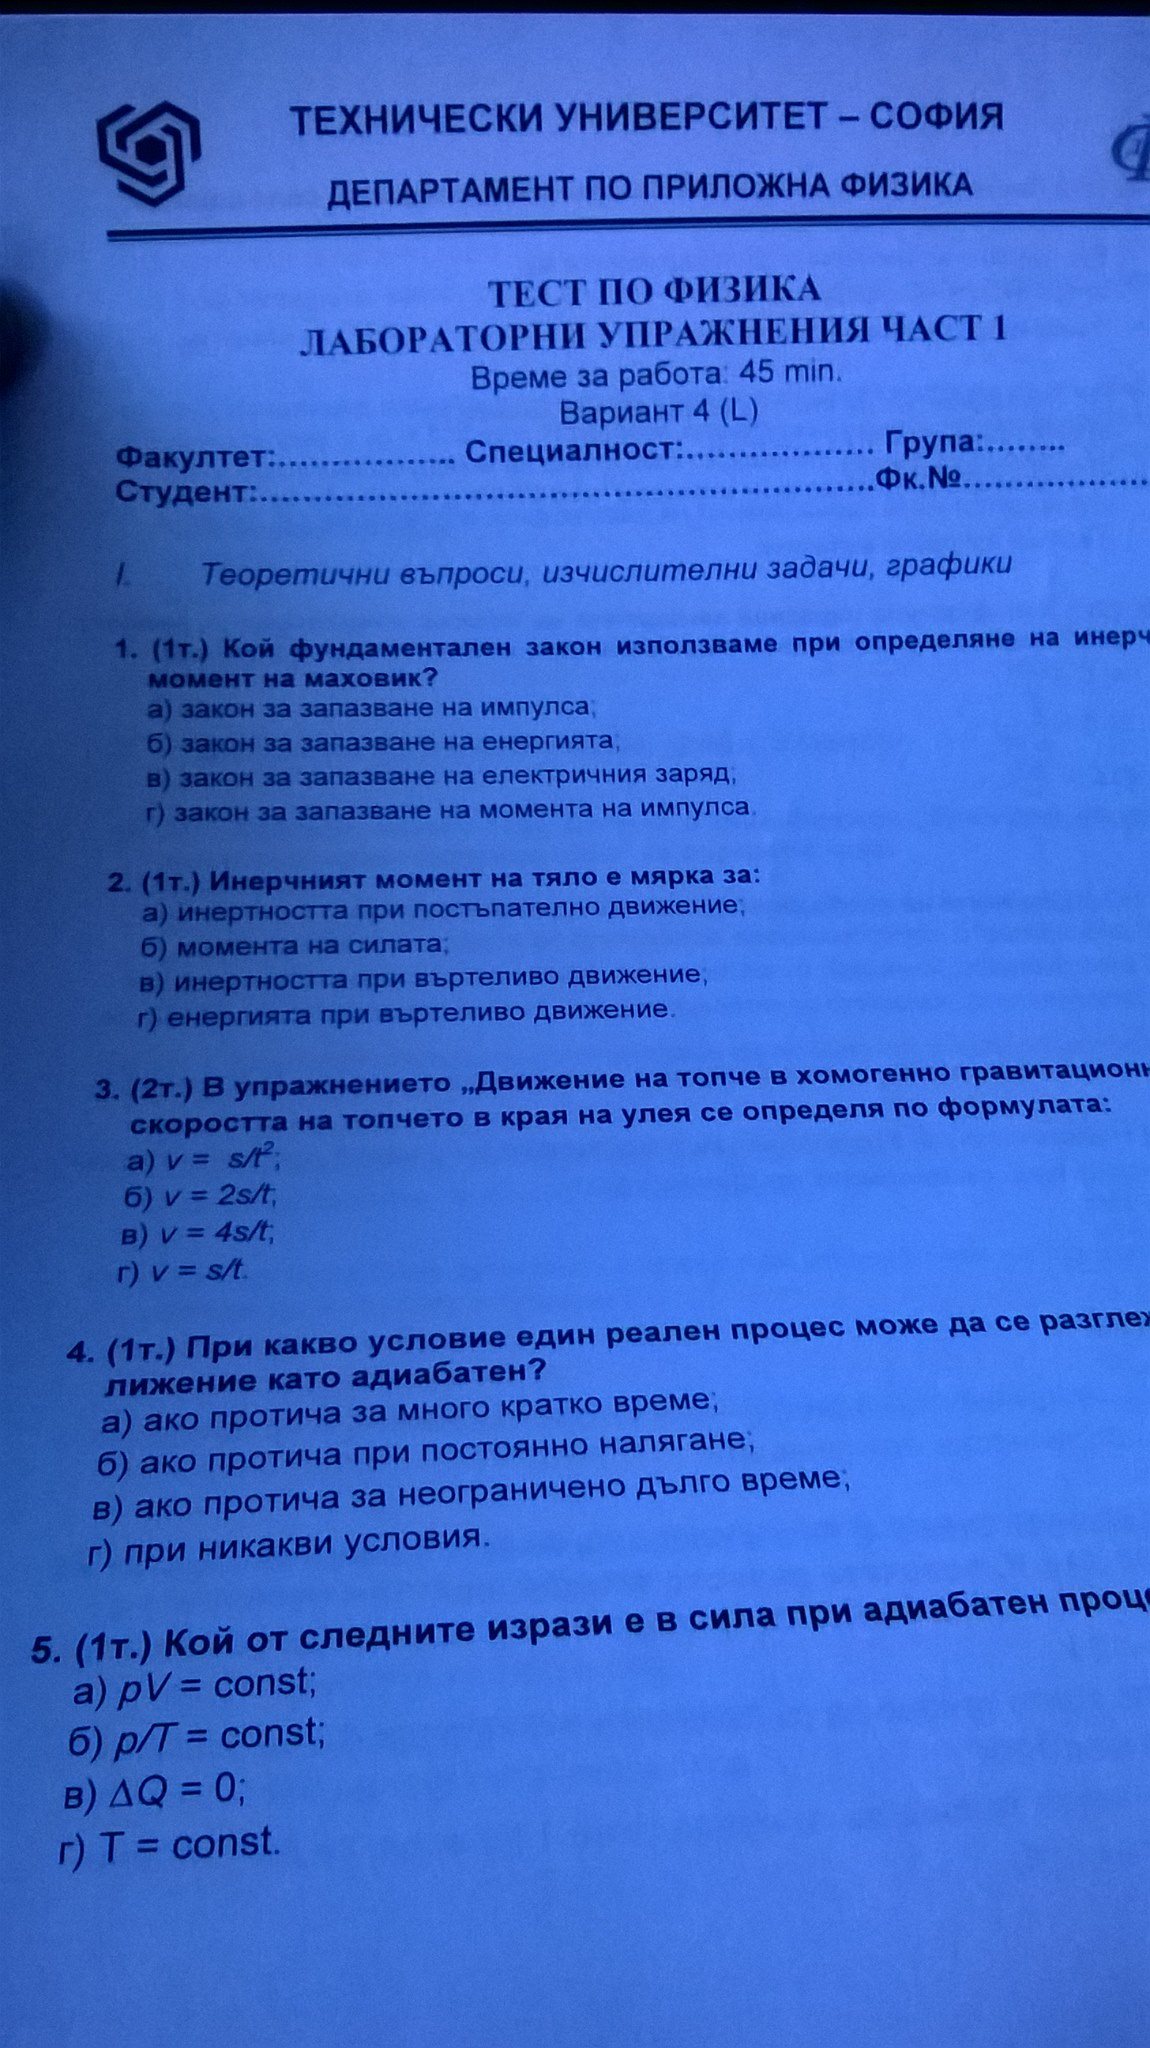 ТЕХНИЧЕСКИ УНИВЕРСИТЕТ – СОФИЯ
ДЕПАРТАМЕНТ ПО ПРИЛОЖНА ФИЗИКА
ТЕСТ ПО ФИЗИКА
ЛАБОРАТОРНИ УПРАЖНЕНИЯ ЧАСТ 1
Време за работа: 45 min.
Вариант 4 (L)
Факултет:.................. Специалност:................... Група:........
Студент:..............................................................Фк.№...................
I. Теоретични въпроси, изчислителни задачи, графики
1. (1т.) Кой фундаментален закон използваме при определяне на инерч
момент на маховик?
а) закон за запазване на импулса;
б) закон за запазване на енергията;
в) закон за запазване на електричния заряд;
г) закон за запазване на момента на импулса.
2. (1т.) Инерчният момент на тяло е мярка за:
а) инертността при постъпателно движение;
б) момента на силата;
в) инертността при въртеливо движение;
г) енергията при въртеливо движение.
3. (2т.) В упражнението „Движение на топче в хомогенно гравитационн
скоростта на топчето в края на улея се определя по формулата:
а) v = s/t²;
б) v = 2s/t;
в) v = 4s/t;
г) v = s/t.
4. (1т.) При какво условие един реален процес може да се разглеж
лижение като адиабатен?
а) ако протича за много кратко време;
б) ако протича при постоянно налягане;
в) ако протича за неограничено дълго време;
г) при никакви условия.
5. (1т.) Кой от следните изрази е в сила при адиабатен проце
а) pV = const;
б) p/T = const;
в) ΔQ = 0;
г) T = const.